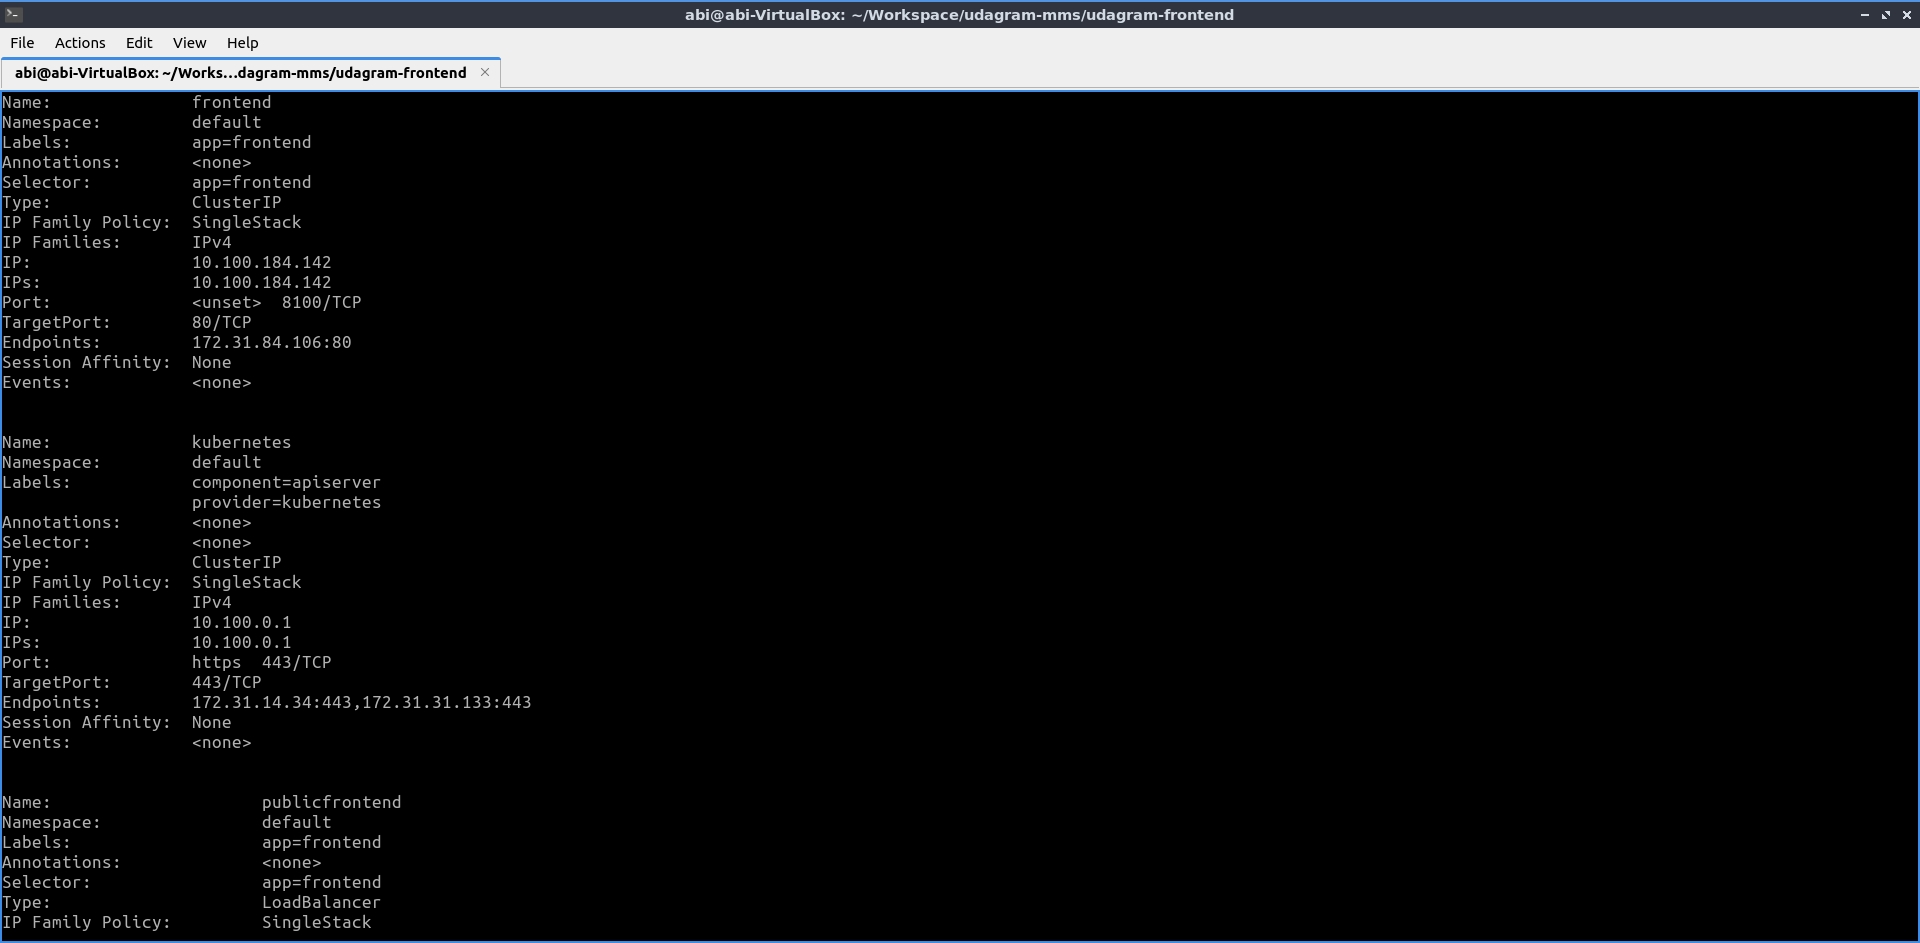 abi@abi-VirtualBox: ~/Workspace/udagram-mms/udagram-frontend
File Actions Edit View Help
abi@abi-VirtualBox: ~/Works...dagram-mms/udagram-frontend
Name: frontend
Namespace: default
Labels: app=frontend
Annotations: <none>
Selector: app=frontend
Type: ClusterIP
IP Family Policy: SingleStack
IP Families: IPv4
IP: 10.100.184.142
IPs: 10.100.184.142
Port: <unset> 8100/TCP
TargetPort: 80/TCP
Endpoints: 172.31.84.106:80
Session Affinity: None
Events: <none>
Name: kubernetes
Namespace: default
Labels: component=apiserver
provider=kubernetes
Annotations: <none>
Selector: <none>
Type: ClusterIP
IP Family Policy: SingleStack
IP Families: IPv4
IP: 10.100.0.1
IPs: 10.100.0.1
Port: https 443/TCP
TargetPort: 443/TCP
Endpoints: 172.31.14.34:443,172.31.31.133:443
Session Affinity: None
Events: <none>
Name: publicfrontend
Namespace: default
Labels: app=frontend
Annotations: <none>
Selector: app=frontend
Type: LoadBalancer
IP Family Policy: SingleStack